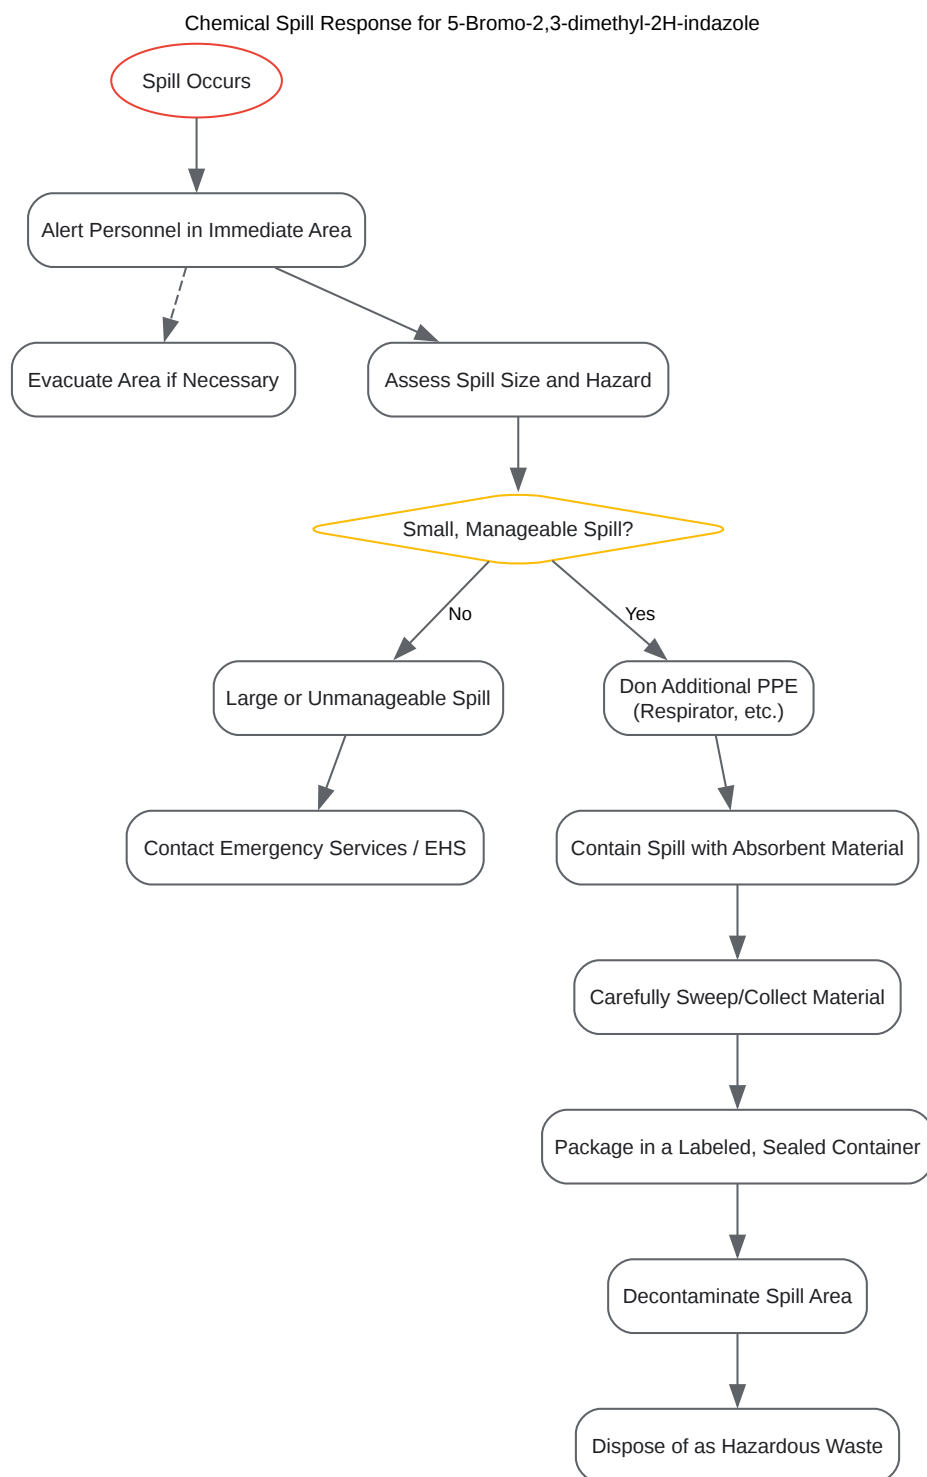 Chemical Spill Response for 5-Bromo-2,3-dimethyl-2H-indazole
Spill Occurs
Alert Personnel in Immediate Area
Evacuate Area if Necessary
Assess Spill Size and Hazard
Small, Manageable Spill?
No
Yes
Large or Unmanageable Spill
Don Additional PPE
(Respirator, etc.)
Contact Emergency Services / EHS
Contain Spill with Absorbent Material
Carefully Sweep/Collect Material
Package in a Labeled, Sealed Container
Decontaminate Spill Area
Dispose of as Hazardous Waste